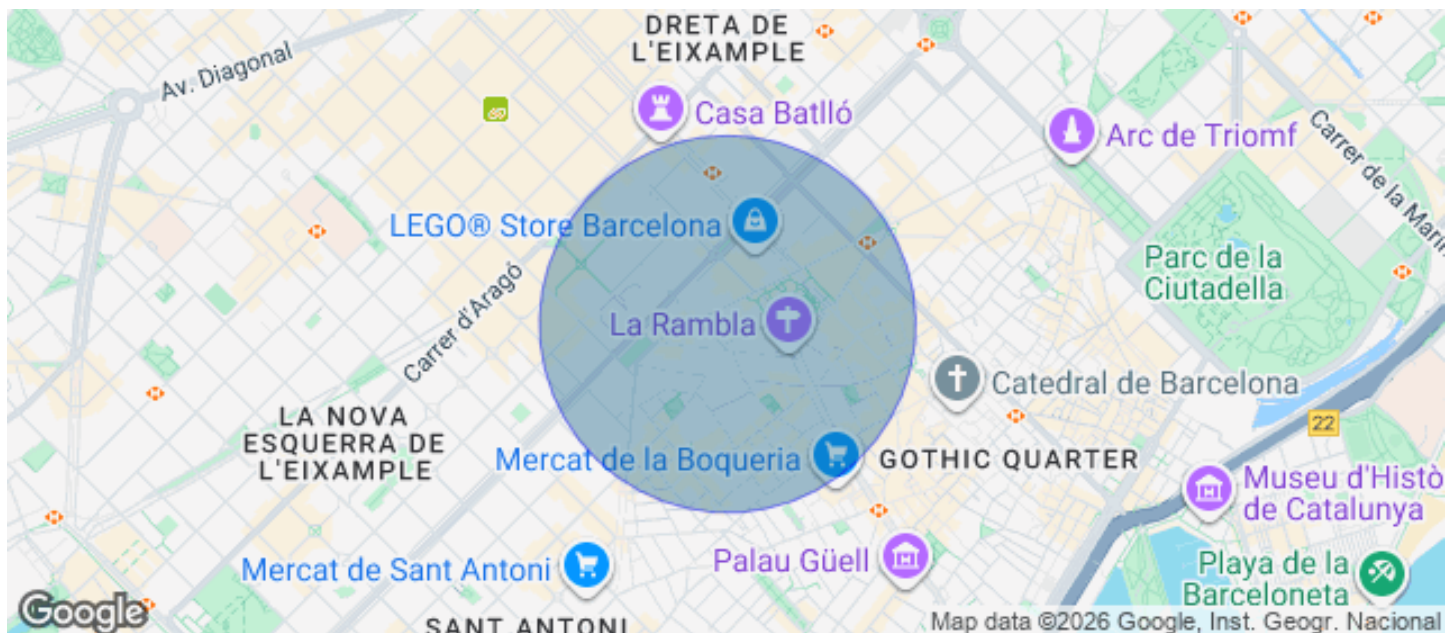 DRETA DE
L'EIXAMPLE
Av. Diagonal
Casa Batlló
Arc de Triomf
Carrer de la Marin
LEGO® Store Barcelona
Parc de la
Ciutadella
Carrer d'Aragó
La Rambla
Catedral de Barcelona
LA NOVA
ESQUERRA DE
L'EIXAMPLE
22
Mercat de la Boqueria
GOTHIC QUARTER
Museu d'Histò
de Catalunya
Palau Güell
Mercat de Sant Antoni
Playa de la
Barceloneta
Google
SANT ANTONI
Map data ©2026 Google, Inst. Geogr. Nacional